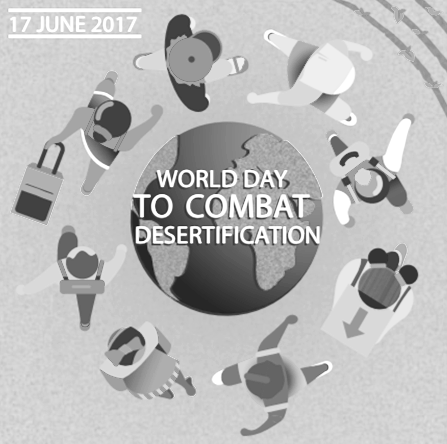 17 JUNE 2017
WORLD DAY
TO COMBAT
DESERTIFICATION